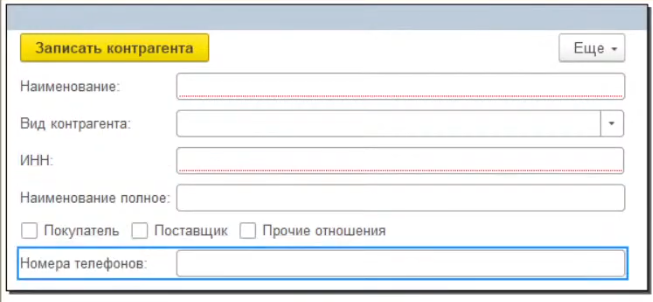 Записать контрагента
Еще
Наименование:
Вид контрагента:
ИНН:
Наименование полное:
Покупатель Поставщик Прочие отношения
Номера телефонов: